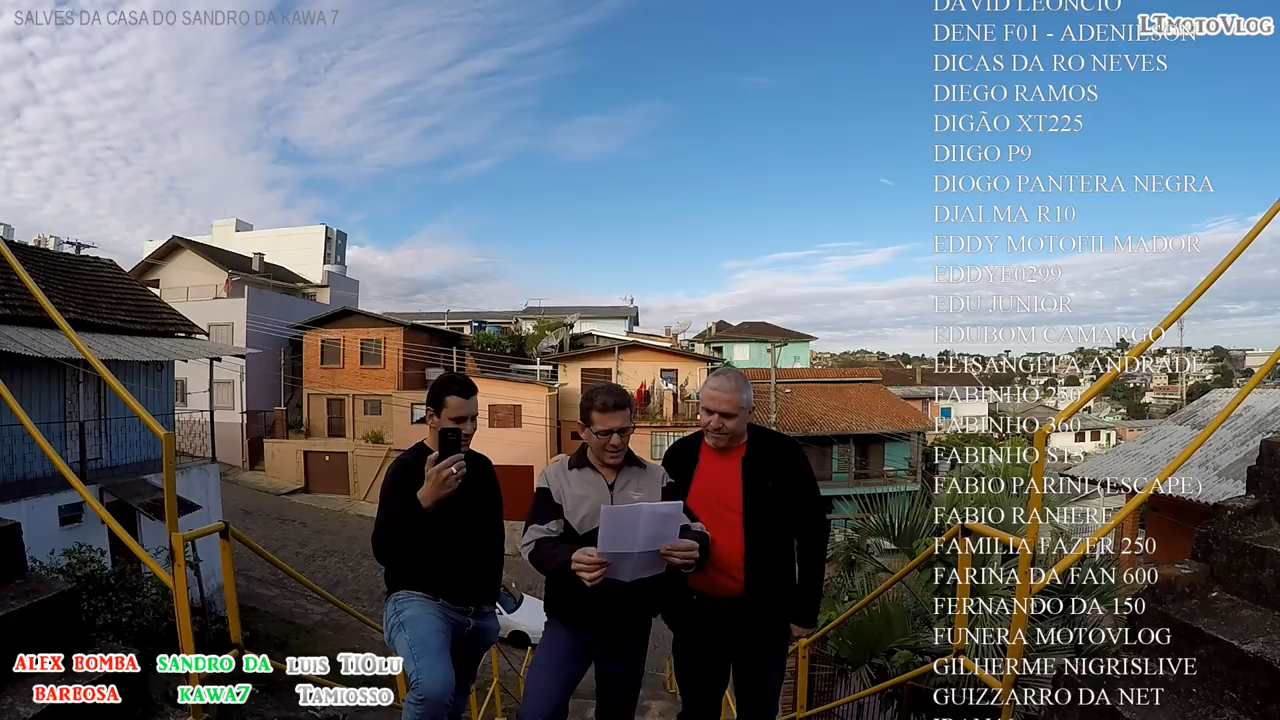 SALVES DA CASA DO SANDRO DA KAWA 7
LTMOTOVLOG
DAVID LEONCIO
DENE F01 - ADENILSON
DICAS DA RO NEVES
DIEGO RAMOS
DIGÃO XT225
DIIGO P9
DIOGO PANTERA NEGRA
DJALMA R10
EDDY MOTOFILMADOR
EDDYE0299
EDU JUNIOR
EDUBOM CAMARGO
ELISANGELA ANDRADE
FABINHO 250
FABINHO 360
FABINHO S13
FABIO PARINI (ESCAPE)
FABIO RANIERE
FAMILIA FAZER 250
FARINA DA FAN 600
FERNANDO DA 150
FUNERA MOTOVLOG
GILHERME NIGRISLIVE
GUIZZARRO DA NET
ALEX BOMBA
BARBOSA
SANDRO DA
KAWA7
LUIS TIOLU
TAMIOSSO